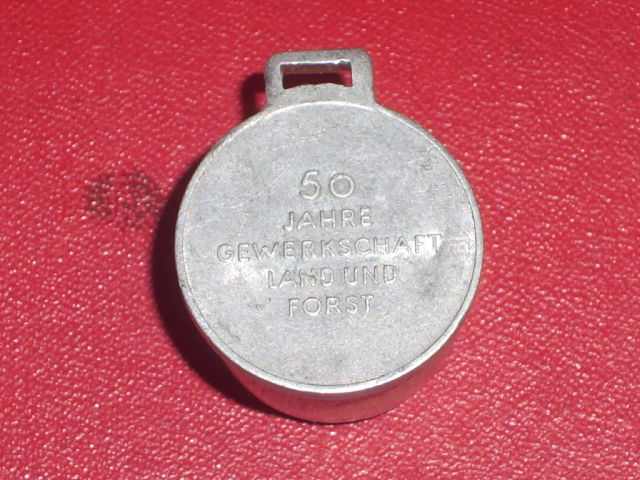 50
JAHRE
GEWERKSCHAFT
LAND UND
FORST